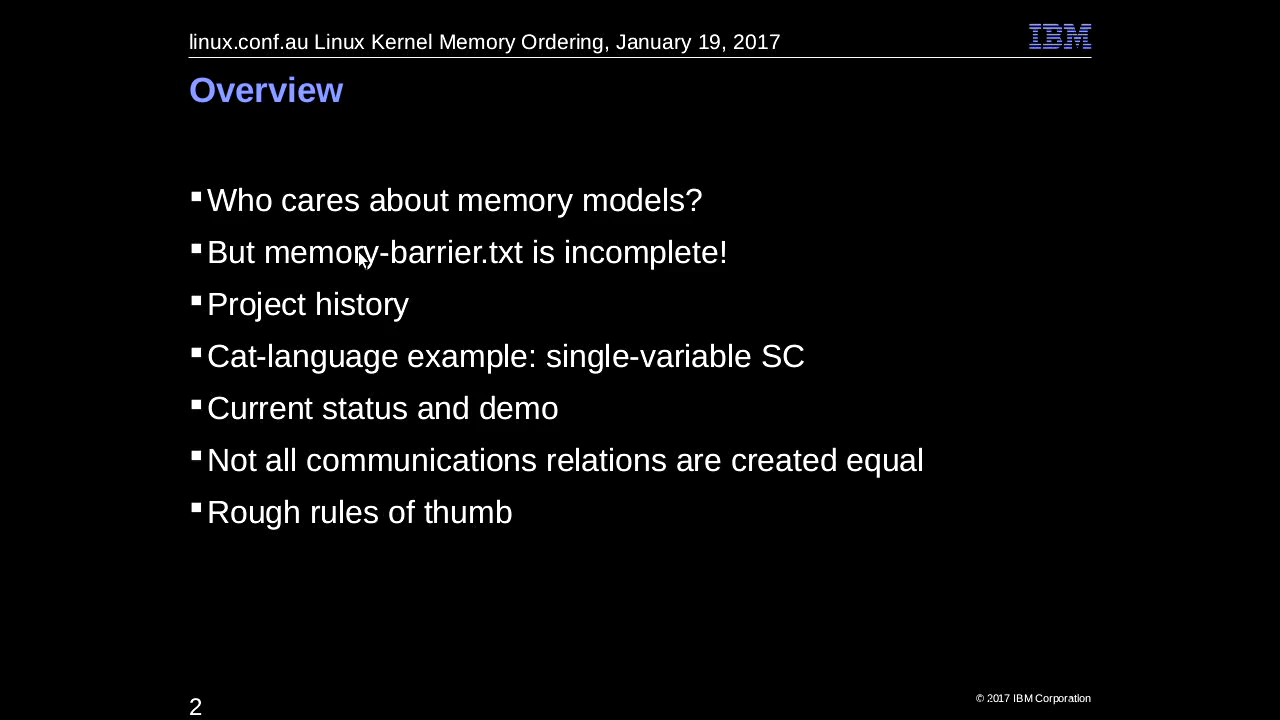 linux.conf.au Linux Kernel Memory Ordering, January 19, 2017
IBM
Overview
Who cares about memory models?
But memory-barrier.txt is incomplete!
Project history
Cat-language example: single-variable SC
Current status and demo
Not all communications relations are created equal
Rough rules of thumb
2
© 2017 IBM Corporation